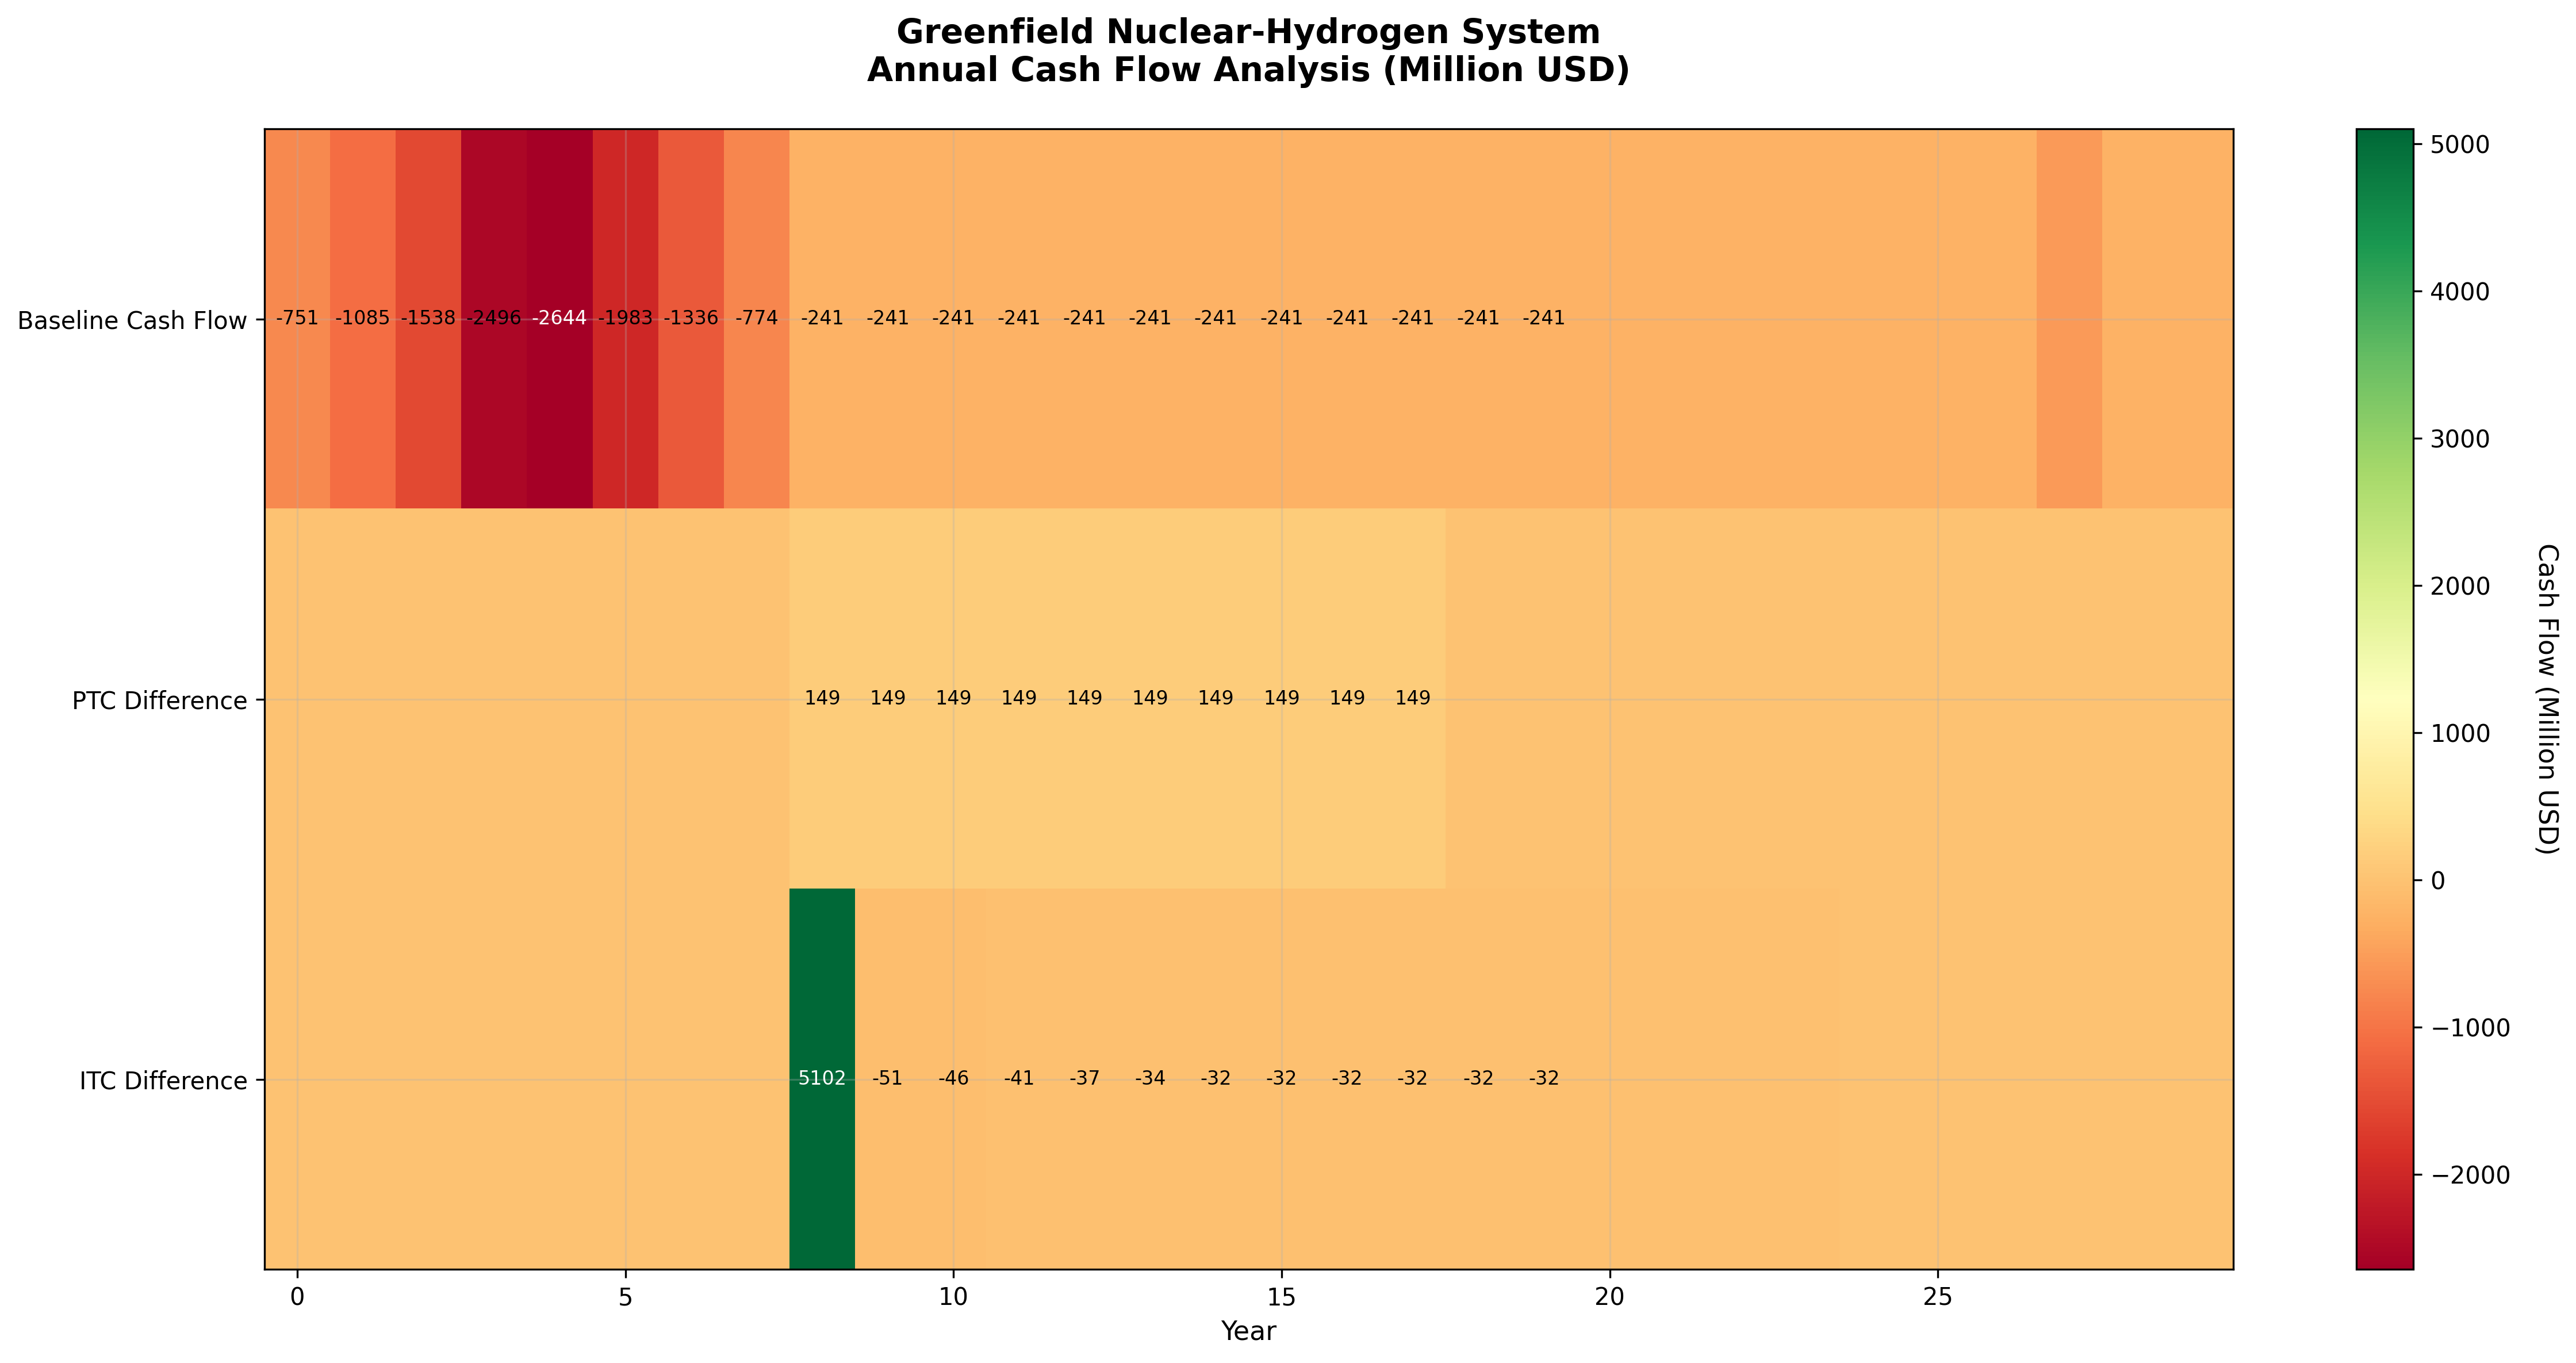 Greenfield Nuclear-Hydrogen System
Annual Cash Flow Analysis (Million USD)
Baseline Cash Flow
-751 -1085 -1538 -2496 -2644 -1983 -1336 -774 -241 -241 -241 -241 -241 -241 -241 -241 -241 -241 -241 -241
PTC Difference
149 149 149 149 149 149 149 149 149 149
ITC Difference
5102 -51 -46 -41 -37 -34 -32 -32 -32 -32 -32 -32
0 5 10 15 20 25
Year
5000
4000
3000
2000
1000
0
−1000
−2000
Cash Flow (Million USD)